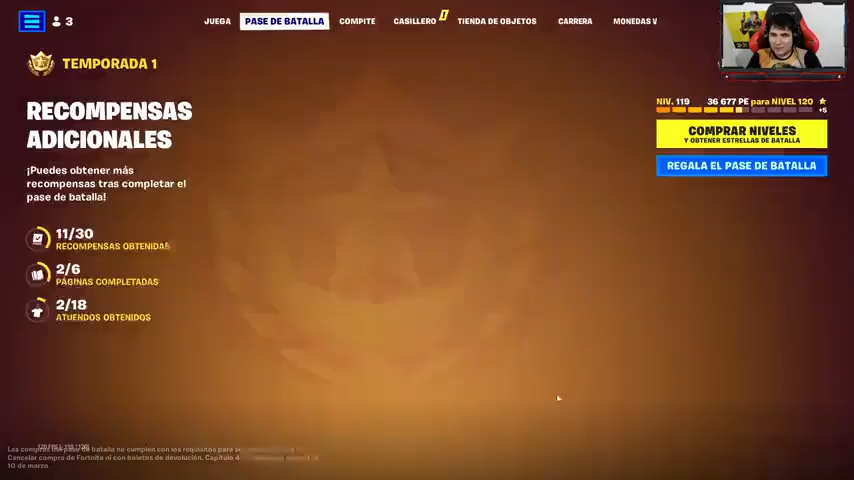 3
JUEGA
PASE DE BATALLA
COMPITE
CASILLERO
TIENDA DE OBJETOS
CARRERA
MONEDAS V
TEMPORADA 1
RECOMPENSAS
ADICIONALES
¡Puedes obtener más
recompensas tras completar el
pase de batalla!
11/30
RECOMPENSAS OBTENIDAS
2/6
PÁGINAS COMPLETADAS
2/18
ATUENDOS OBTENIDOS
NIV. 119
36 677 PE para NIVEL 120
+5
COMPRAR NIVELES
Y OBTENER ESTRELLAS DE BATALLA
REGALA EL PASE DE BATALLA
Las compras del pase de batalla no cumplen con los requisitos para
Cancelar compra de Fortnite ni con boletos de devolución. Capítulo 4
10 de marzo